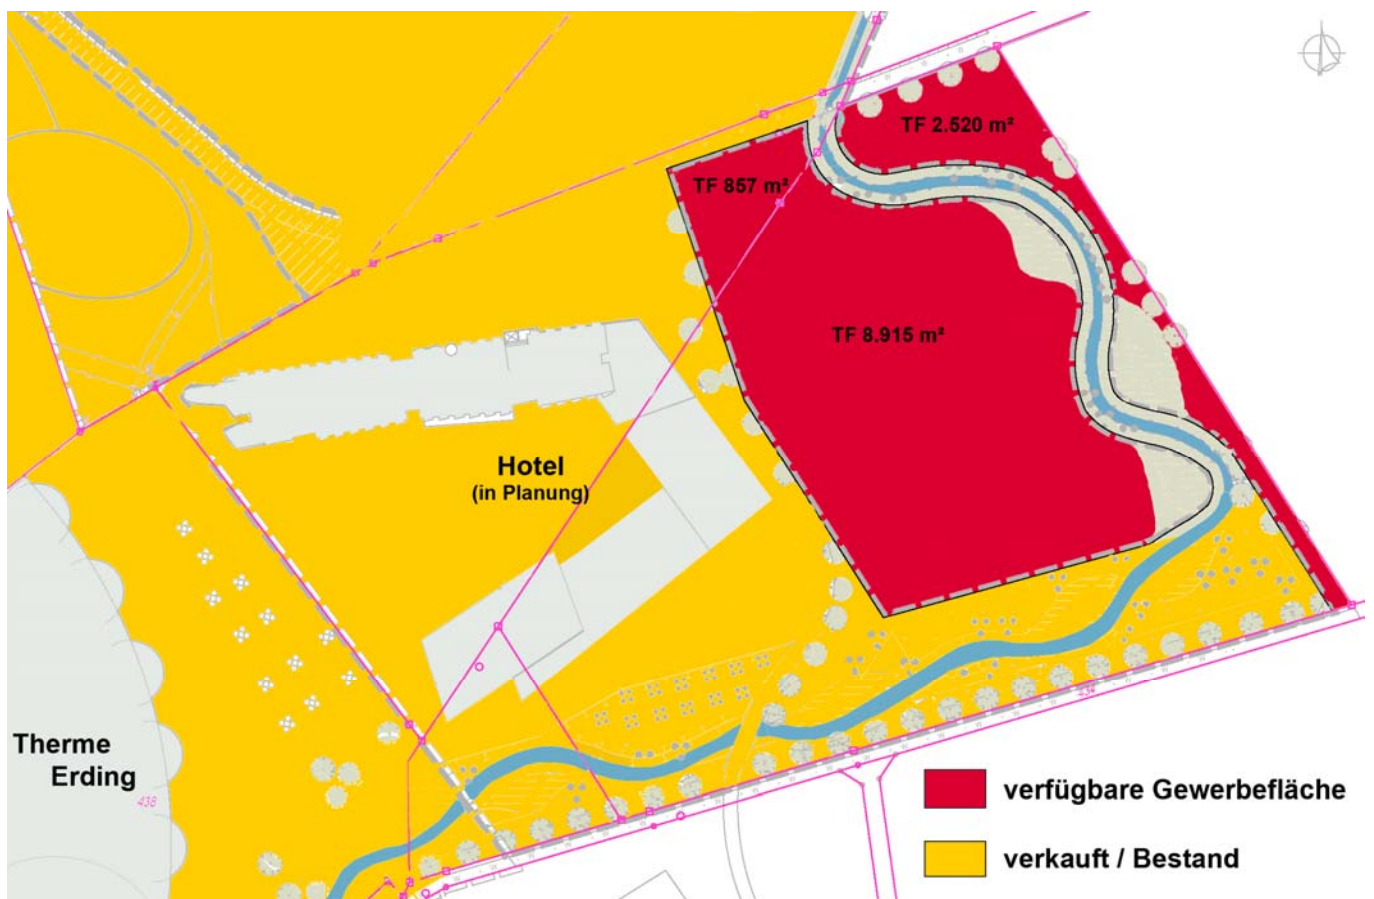 TF 2.520 m²
TF 857 m²
TF 8.915 m²
Hotel
(in Planung)
Therme
Erding
438
verfügbare Gewerbefläche
verkauft / Bestand